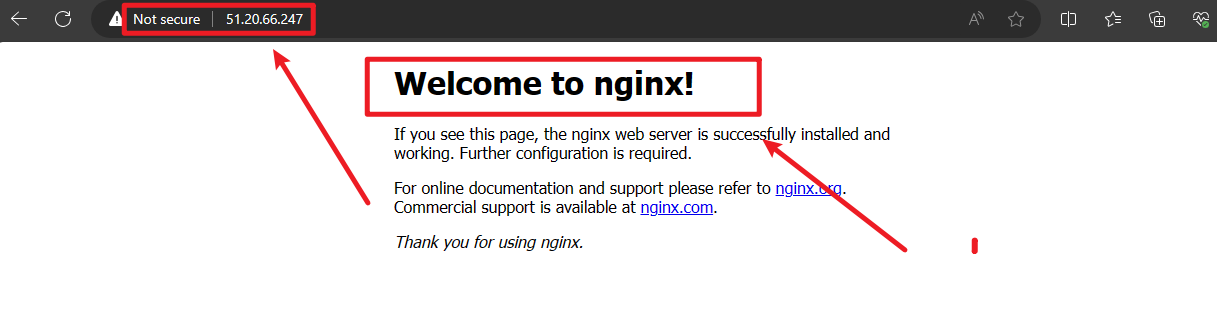 Not secure 51.20.66.247
Welcome to nginx!
If you see this page, the nginx web server is successfully installed and
working. Further configuration is required.
For online documentation and support please refer to nginx.org.
Commercial support is available at nginx.com.
Thank you for using nginx.